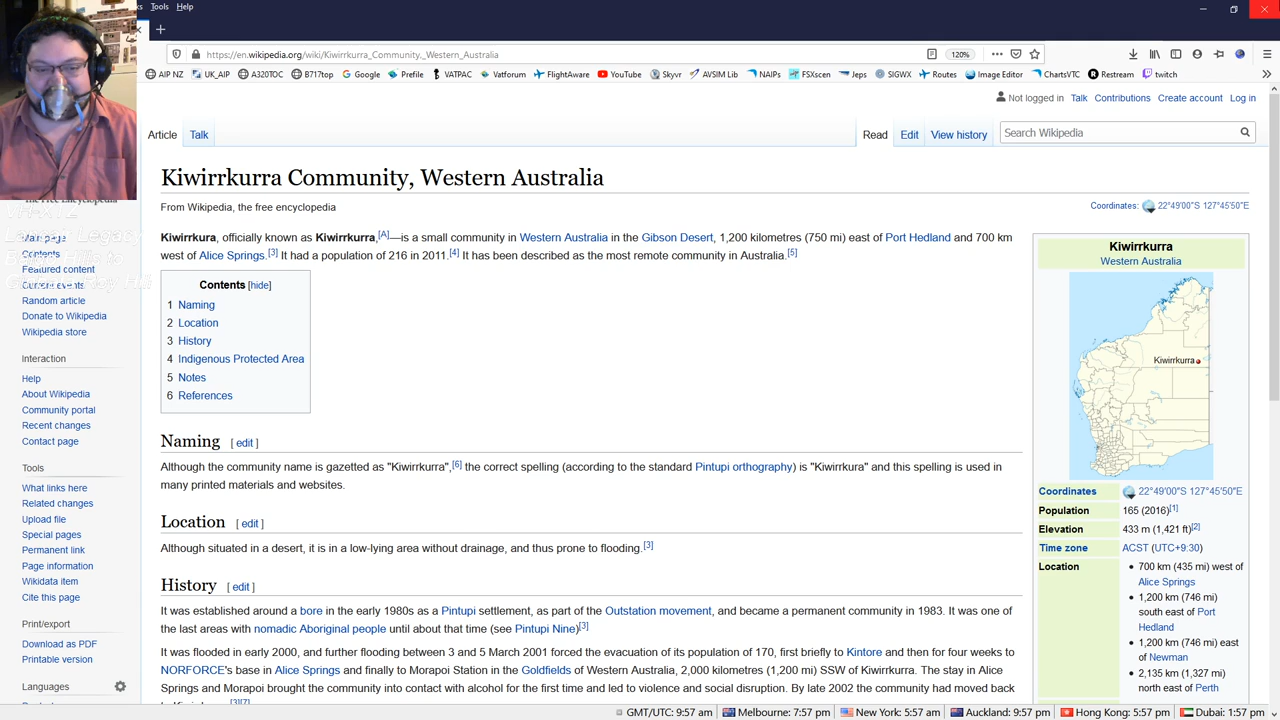 ks Tools Help
https://en.wikipedia.org/wiki/Kiwirrkurra_Community,_Western_Australia
120%
AIP NZ UK_AIP A320TOC B717top Google Prefile VATPAC Vatforum FlightAware YouTube Skyvr AVSIM Lib NAIPs FSXscen Jeps SIGWX Routes Image Editor ChartsVTC Restream twitch
Not logged in Talk Contributions Create account Log in
Article Talk Read Edit View history Search Wikipedia
Kiwirrkurra Community, Western Australia
From Wikipedia, the free encyclopedia
Coordinates: 22°49′00″S 127°45′50″E
Kiwirrkura, officially known as Kiwirrkurra,[A]—is a small community in Western Australia in the Gibson Desert, 1,200 kilometres (750 mi) east of Port Hedland and 700 km
west of Alice Springs.[3] It had a population of 216 in 2011.[4] It has been described as the most remote community in Australia.[5]
Contents [hide]
1 Naming
2 Location
3 History
4 Indigenous Protected Area
5 Notes
6 References
Naming [ edit ]
Although the community name is gazetted as "Kiwirrkurra",[6] the correct spelling (according to the standard Pintupi orthography) is "Kiwirrkura" and this spelling is used in
many printed materials and websites.
Location [ edit ]
Although situated in a desert, it is in a low-lying area without drainage, and thus prone to flooding.[3]
History [ edit ]
It was established around a bore in the early 1980s as a Pintupi settlement, as part of the Outstation movement, and became a permanent community in 1983. It was one of
the last areas with nomadic Aboriginal people until about that time (see Pintupi Nine)[3]
It was flooded in early 2000, and further flooding between 3 and 5 March 2001 forced the evacuation of its population of 170, first briefly to Kintore and then for four weeks to
NORFORCE's base in Alice Springs and finally to Morapoi Station in the Goldfields of Western Australia, 2,000 kilometres (1,200 mi) SSW of Kiwirrkurra. The stay in Alice
Springs and Morapoi brought the community into contact with alcohol for the first time and led to violence and social disruption. By late 2002 the community had moved back
Kiwirrkurra
Western Australia
Kiwirrkurra
Coordinates 22°49′00″S 127°45′50″E
Population 165 (2016)[1]
Elevation 433 m (1,421 ft)[2]
Time zone ACST (UTC+9:30)
Location
700 km (435 mi) west of
Alice Springs
1,200 km (746 mi)
south east of Port
Hedland
1,200 km (746 mi) east
of Newman
2,135 km (1,327 mi)
north east of Perth
The Free Encyclopedia
Legacy
Hills to
Roy Hill
Main page
Contents
Featured content
Current events
Random article
Donate to Wikipedia
Wikipedia store
Interaction
Help
About Wikipedia
Community portal
Recent changes
Contact page
Tools
What links here
Related changes
Upload file
Special pages
Permanent link
Page information
Wikidata item
Cite this page
Print/export
Download as PDF
Printable version
Languages
GMT/UTC: 9:57 am Melbourne: 7:57 pm New York: 5:57 am Auckland: 9:57 pm Hong Kong: 5:57 pm Dubai: 1:57 pm